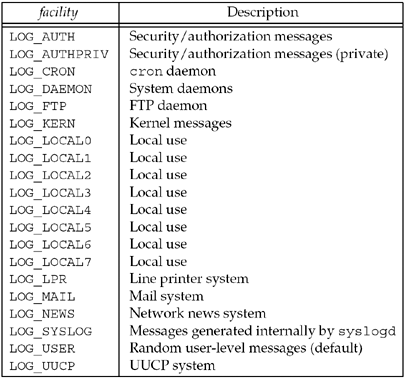 facility Description
LOG_AUTH Security/authorization messages
LOG_AUTHPRIV Security/authorization messages (private)
LOG_CRON cron daemon
LOG_DAEMON System daemons
LOG_FTP FTP daemon
LOG_KERN Kernel messages
LOG_LOCAL0 Local use
LOG_LOCAL1 Local use
LOG_LOCAL2 Local use
LOG_LOCAL3 Local use
LOG_LOCAL4 Local use
LOG_LOCAL5 Local use
LOG_LOCAL6 Local use
LOG_LOCAL7 Local use
LOG_LPR Line printer system
LOG_MAIL Mail system
LOG_NEWS Network news system
LOG_SYSLOG Messages generated internally by syslogd
LOG_USER Random user-level messages (default)
LOG_UUCP UUCP system